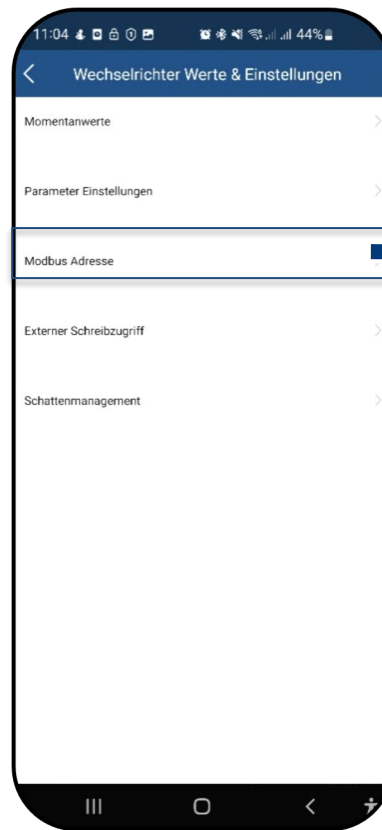 11:04 44%
Wechselrichter Werte & Einstellungen
Momentanwerte
Parameter Einstellungen
Modbus Adresse
Externer Schreibzugriff
Schattenmanagement